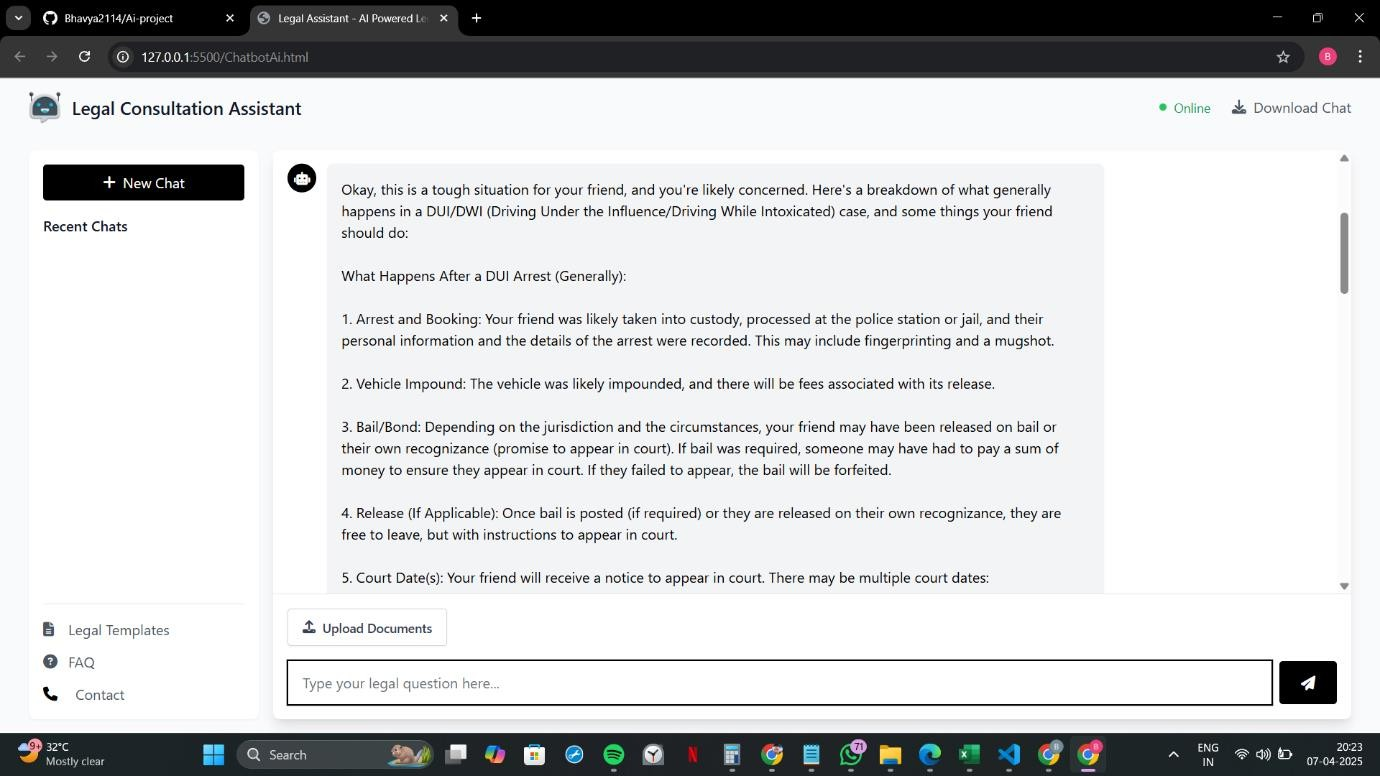 Bhavya2114/Ai-project
Legal Assistant - AI Powered Le
127.0.0.1:5500/ChatbotAi.html
B
Legal Consultation Assistant
Online
Download Chat
+ New Chat
Recent Chats
Okay, this is a tough situation for your friend, and you're likely concerned. Here's a breakdown of what generally
happens in a DUI/DWI (Driving Under the Influence/Driving While Intoxicated) case, and some things your friend
should do:
What Happens After a DUI Arrest (Generally):
1. Arrest and Booking: Your friend was likely taken into custody, processed at the police station or jail, and their
personal information and the details of the arrest were recorded. This may include fingerprinting and a mugshot.
2. Vehicle Impound: The vehicle was likely impounded, and there will be fees associated with its release.
3. Bail/Bond: Depending on the jurisdiction and the circumstances, your friend may have been released on bail or
their own recognizance (promise to appear in court). If bail was required, someone may have had to pay a sum of
money to ensure they appear in court. If they failed to appear, the bail will be forfeited.
4. Release (If Applicable): Once bail is posted (if required) or they are released on their own recognizance, they are
free to leave, but with instructions to appear in court.
5. Court Date(s): Your friend will receive a notice to appear in court. There may be multiple court dates:
Legal Templates
FAQ
Contact
Upload Documents
Type your legal question here...
9+
32°C
Mostly clear
Search
71
B
B
ENG
IN
20:23
07-04-2025